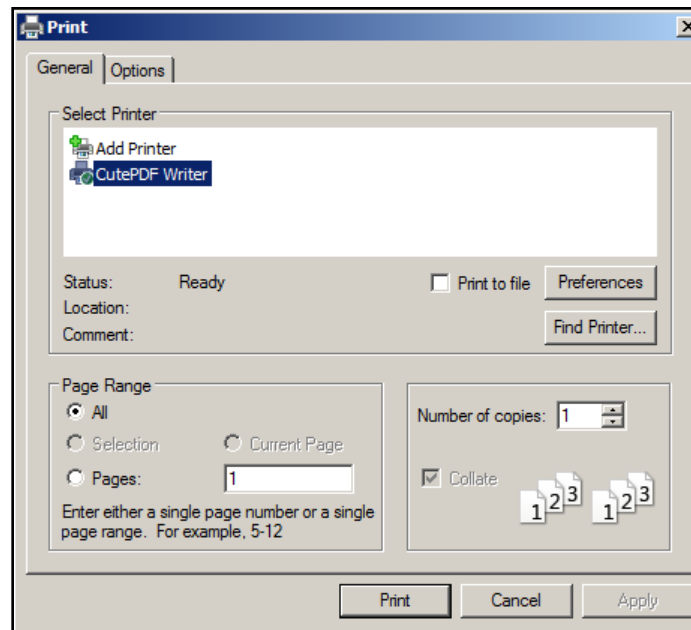 Print
General
Options
Select Printer
Add Printer
CutePDF Writer
Status: Ready
Print to file
Preferences
Location:
Comment:
Find Printer...
Page Range
All
Selection
Current Page
Pages: 1
Enter either a single page number or a single
page range. For example, 5-12
Number of copies: 1
Collate
1 2 3 1 2 3
Print
Cancel
Apply